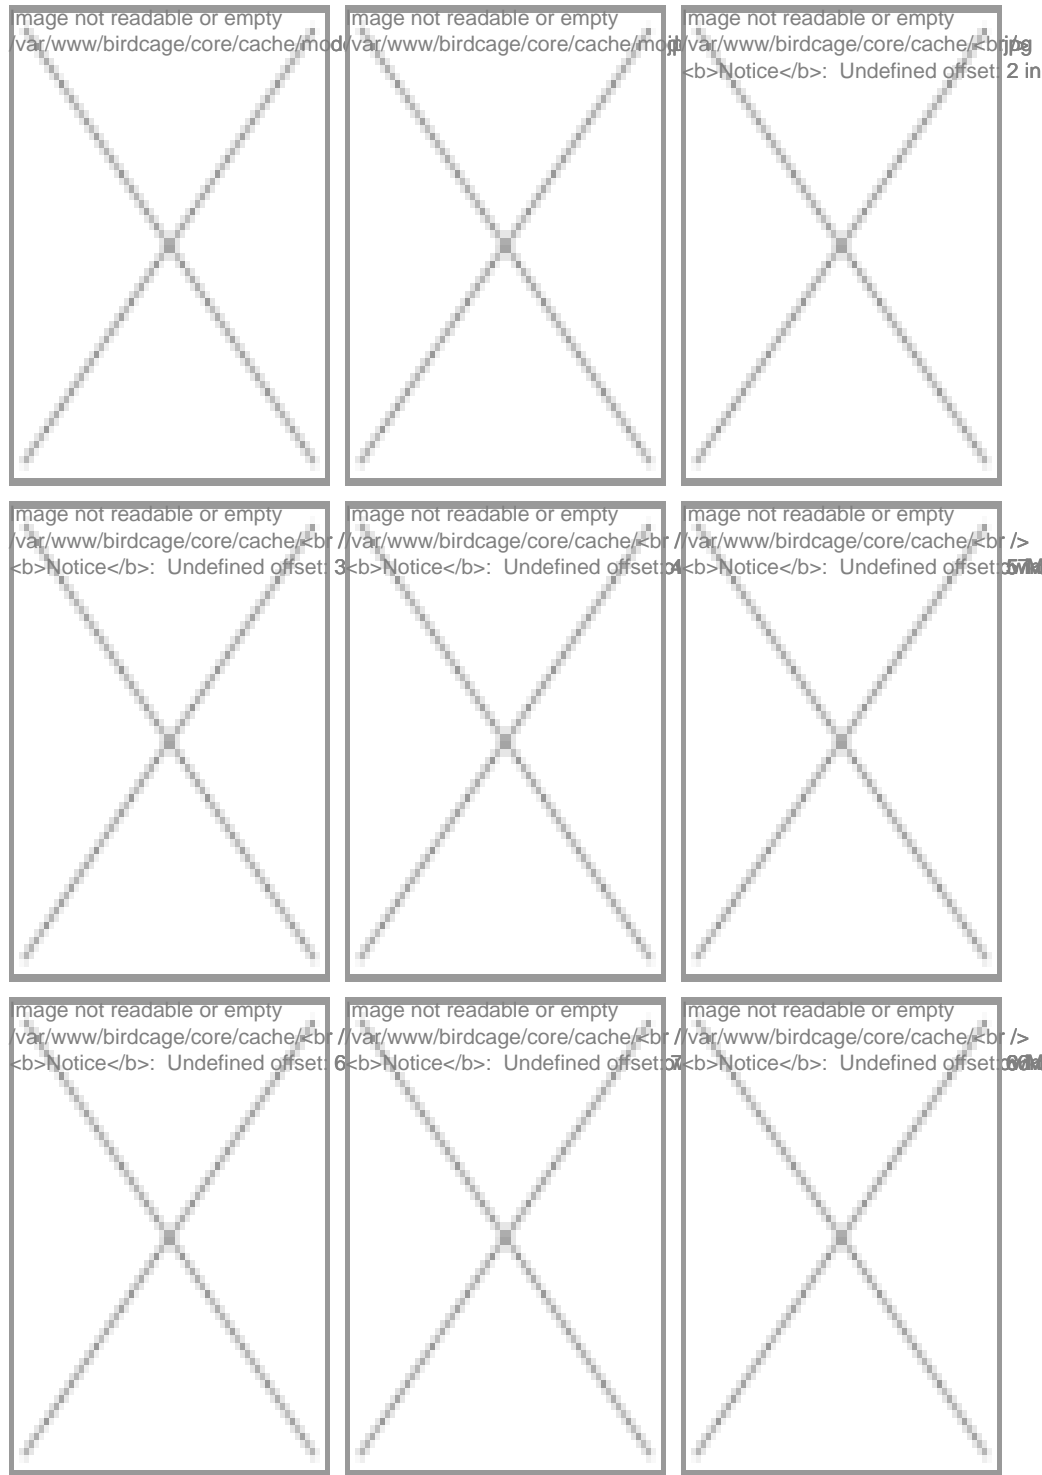 Image not readable or empty
/var/www/birdcage/core/cache/mod
Image not readable or empty
/var/www/birdcage/core/cache/mo
Image not readable or empty
/var/www/birdcage/core/cache/<br />
<b>Notice</b>:  Undefined offset: 2 in
Image not readable or empty
/var/www/birdcage/core/cache/<br /
<b>Notice</b>:  Undefined offset: 3
Image not readable or empty
/var/www/birdcage/core/cache/<br /
<b>Notice</b>:  Undefined offset: 4
Image not readable or empty
/var/www/birdcage/core/cache/<br />
<b>Notice</b>:  Undefined offset: 5
Image not readable or empty
/var/www/birdcage/core/cache/<br /
<b>Notice</b>:  Undefined offset: 6
Image not readable or empty
/var/www/birdcage/core/cache/<br /
<b>Notice</b>:  Undefined offset: 7
Image not readable or empty
/var/www/birdcage/core/cache/<br />
<b>Notice</b>:  Undefined offset: